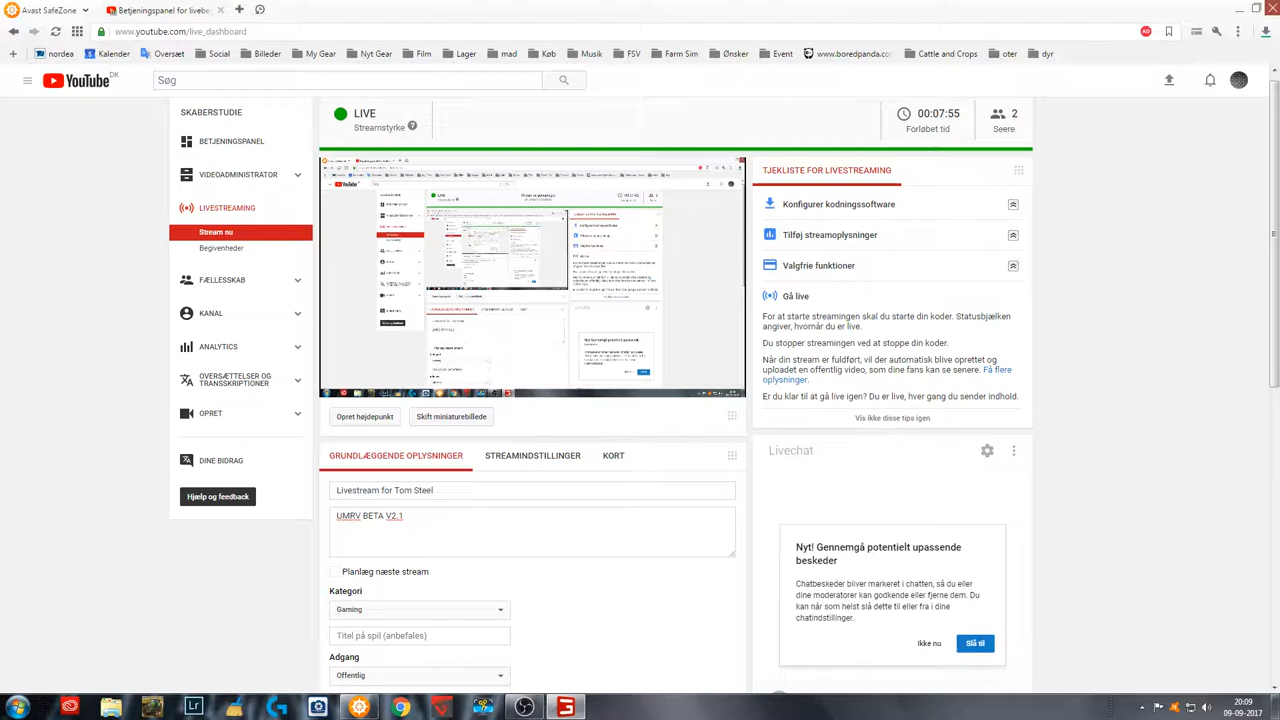 Avast SafeZone
Betjeningspanel for livebe
www.youtube.com/live_dashboard
nordea
Kalender
Oversæt
Social
Billeder
My Gear
Nyt Gear
Film
Lager
mad
Køb
Musik
FSV
Farm Sim
Ønsker
Event
www.boredpanda.com
Cattle and Crops
oter
dyr
YouTube DK
Søg
SKABERSTUDIE
BETJENINGSPANEL
VIDEOADMINISTRATOR
LIVESTREAMING
Stream nu
Begivenheder
FÆLLESSKAB
KANAL
ANALYTICS
OVERSÆTTELSER OG
TRANSSKRIPTIONER
OPRET
DINE BIDRAG
Hjælp og feedback
LIVE
Streamstyrke ?
00:07:55
Forløbet tid
2
Seere
Opret højdepunkt
Skift miniaturebillede
GRUNDLÆGGENDE OPLYSNINGER
STREAMINDSTILLINGER
KORT
Livestream for Tom Steel
UMRV BETA V2.1
Planlæg næste stream
Kategori
Gaming
Titel på spil (anbefales)
Adgang
Offentlig
TJEKLISTE FOR LIVESTREAMING
Konfigurer kodningssoftware
Tilføj streamoplysninger
Valgfrie funktioner
Gå live
For at starte streamingen skal du starte din koder. Statusbjælken
angiver, hvornår du er live.
Du stopper streamingen ved at stoppe din koder.
Når din stream er fuldført, vil der automatisk blive oprettet og
uploadet en offentlig video, som dine fans kan se senere. Få flere
oplysninger.
Er du klar til at gå live igen? Du er live, hver gang du sender indhold.
Vis ikke disse tips igen
Livechat
Nyt! Gennemgå potentielt upassende
beskeder
Chatbeskeder bliver markeret i chatten, så du eller
dine moderatorer kan godkende eller fjerne dem. Du
kan når som helst slå dette til eller fra i dine
chatindstillinger.
Ikke nu
Slå til
20:09
09-09-2017